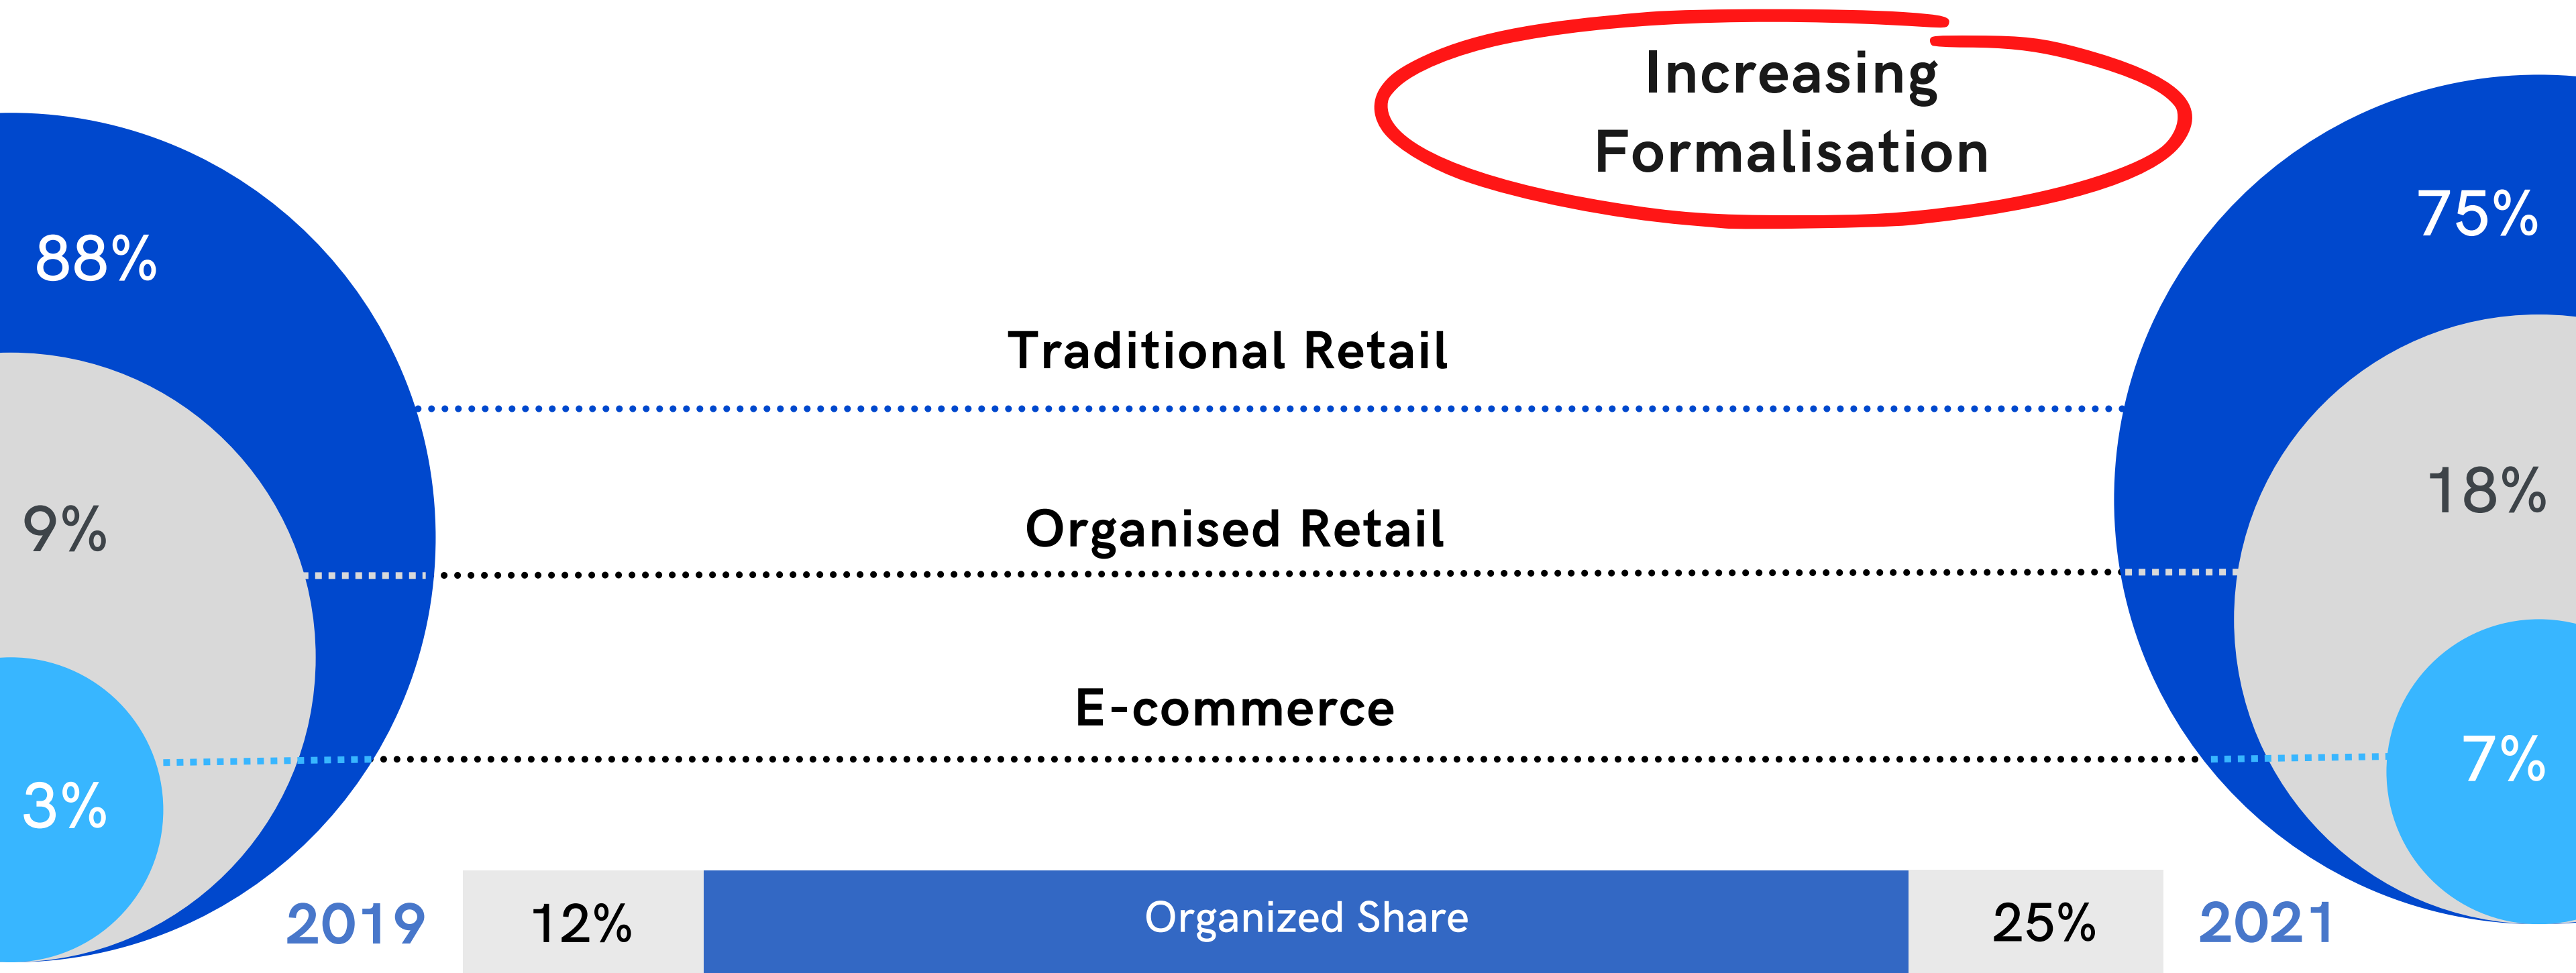 Increasing
Formalisation
88%
75%
Traditional Retail
9%
Organised Retail
18%
E-commerce
3%
7%
2019
12%
Organized Share
25%
2021